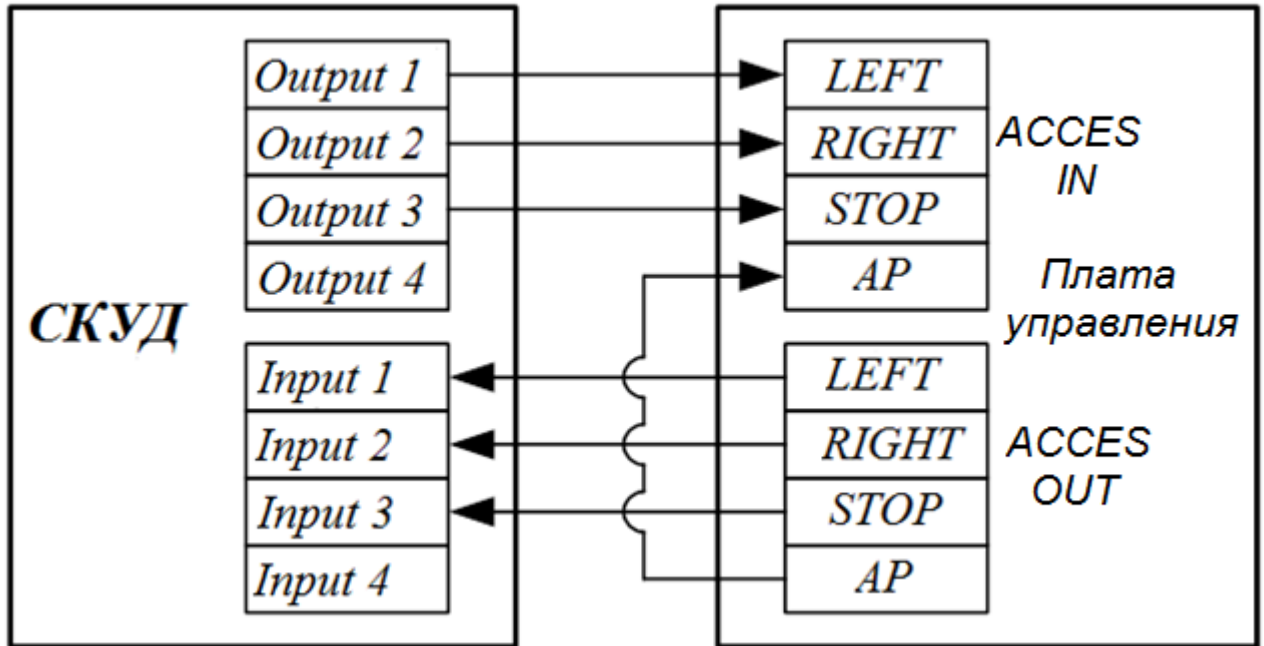 СКУД
Output 1
Output 2
Output 3
Output 4
Input 1
Input 2
Input 3
Input 4
LEFT
RIGHT
STOP
AP
ACCES
IN
Плата
управления
LEFT
RIGHT
STOP
AP
ACCES
OUT